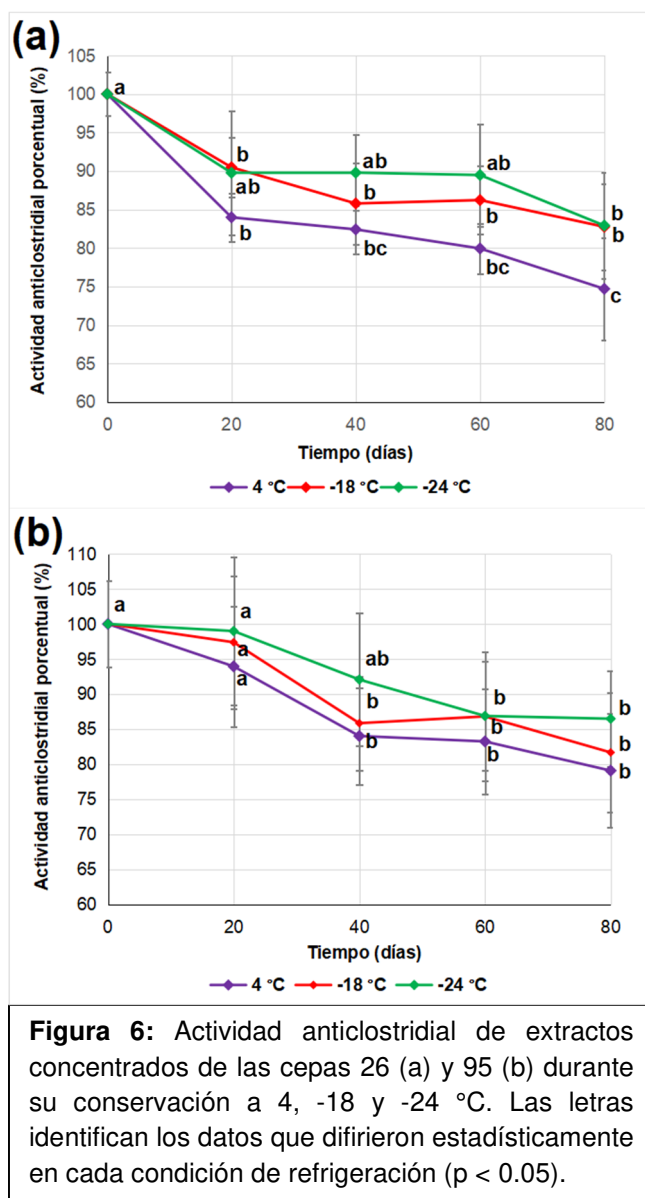 (a)
Actividad anticlostridial porcentual (%)
105
100
95
90
85
80
75
70
65
60
a
b
ab
b
ab
b
bc
ab
b
bc
b
b
c
0 20 40 60 80
Tiempo (días)
4 °C -18 °C -24 °C
(b)
Actividad anticlostridial porcentual (%)
110
105
100
95
90
85
80
75
70
65
60
a
a
a
a
ab
b
b
b
b
b
b
b
b
0 20 40 60 80
Tiempo (días)
4 °C -18 °C -24 °C
Figura 6: Actividad anticlostridial de extractos
concentrados de las cepas 26 (a) y 95 (b) durante
su conservación a 4, -18 y -24 °C. Las letras
identifican los datos que difirieron estadísticamente
en cada condición de refrigeración (p < 0.05).